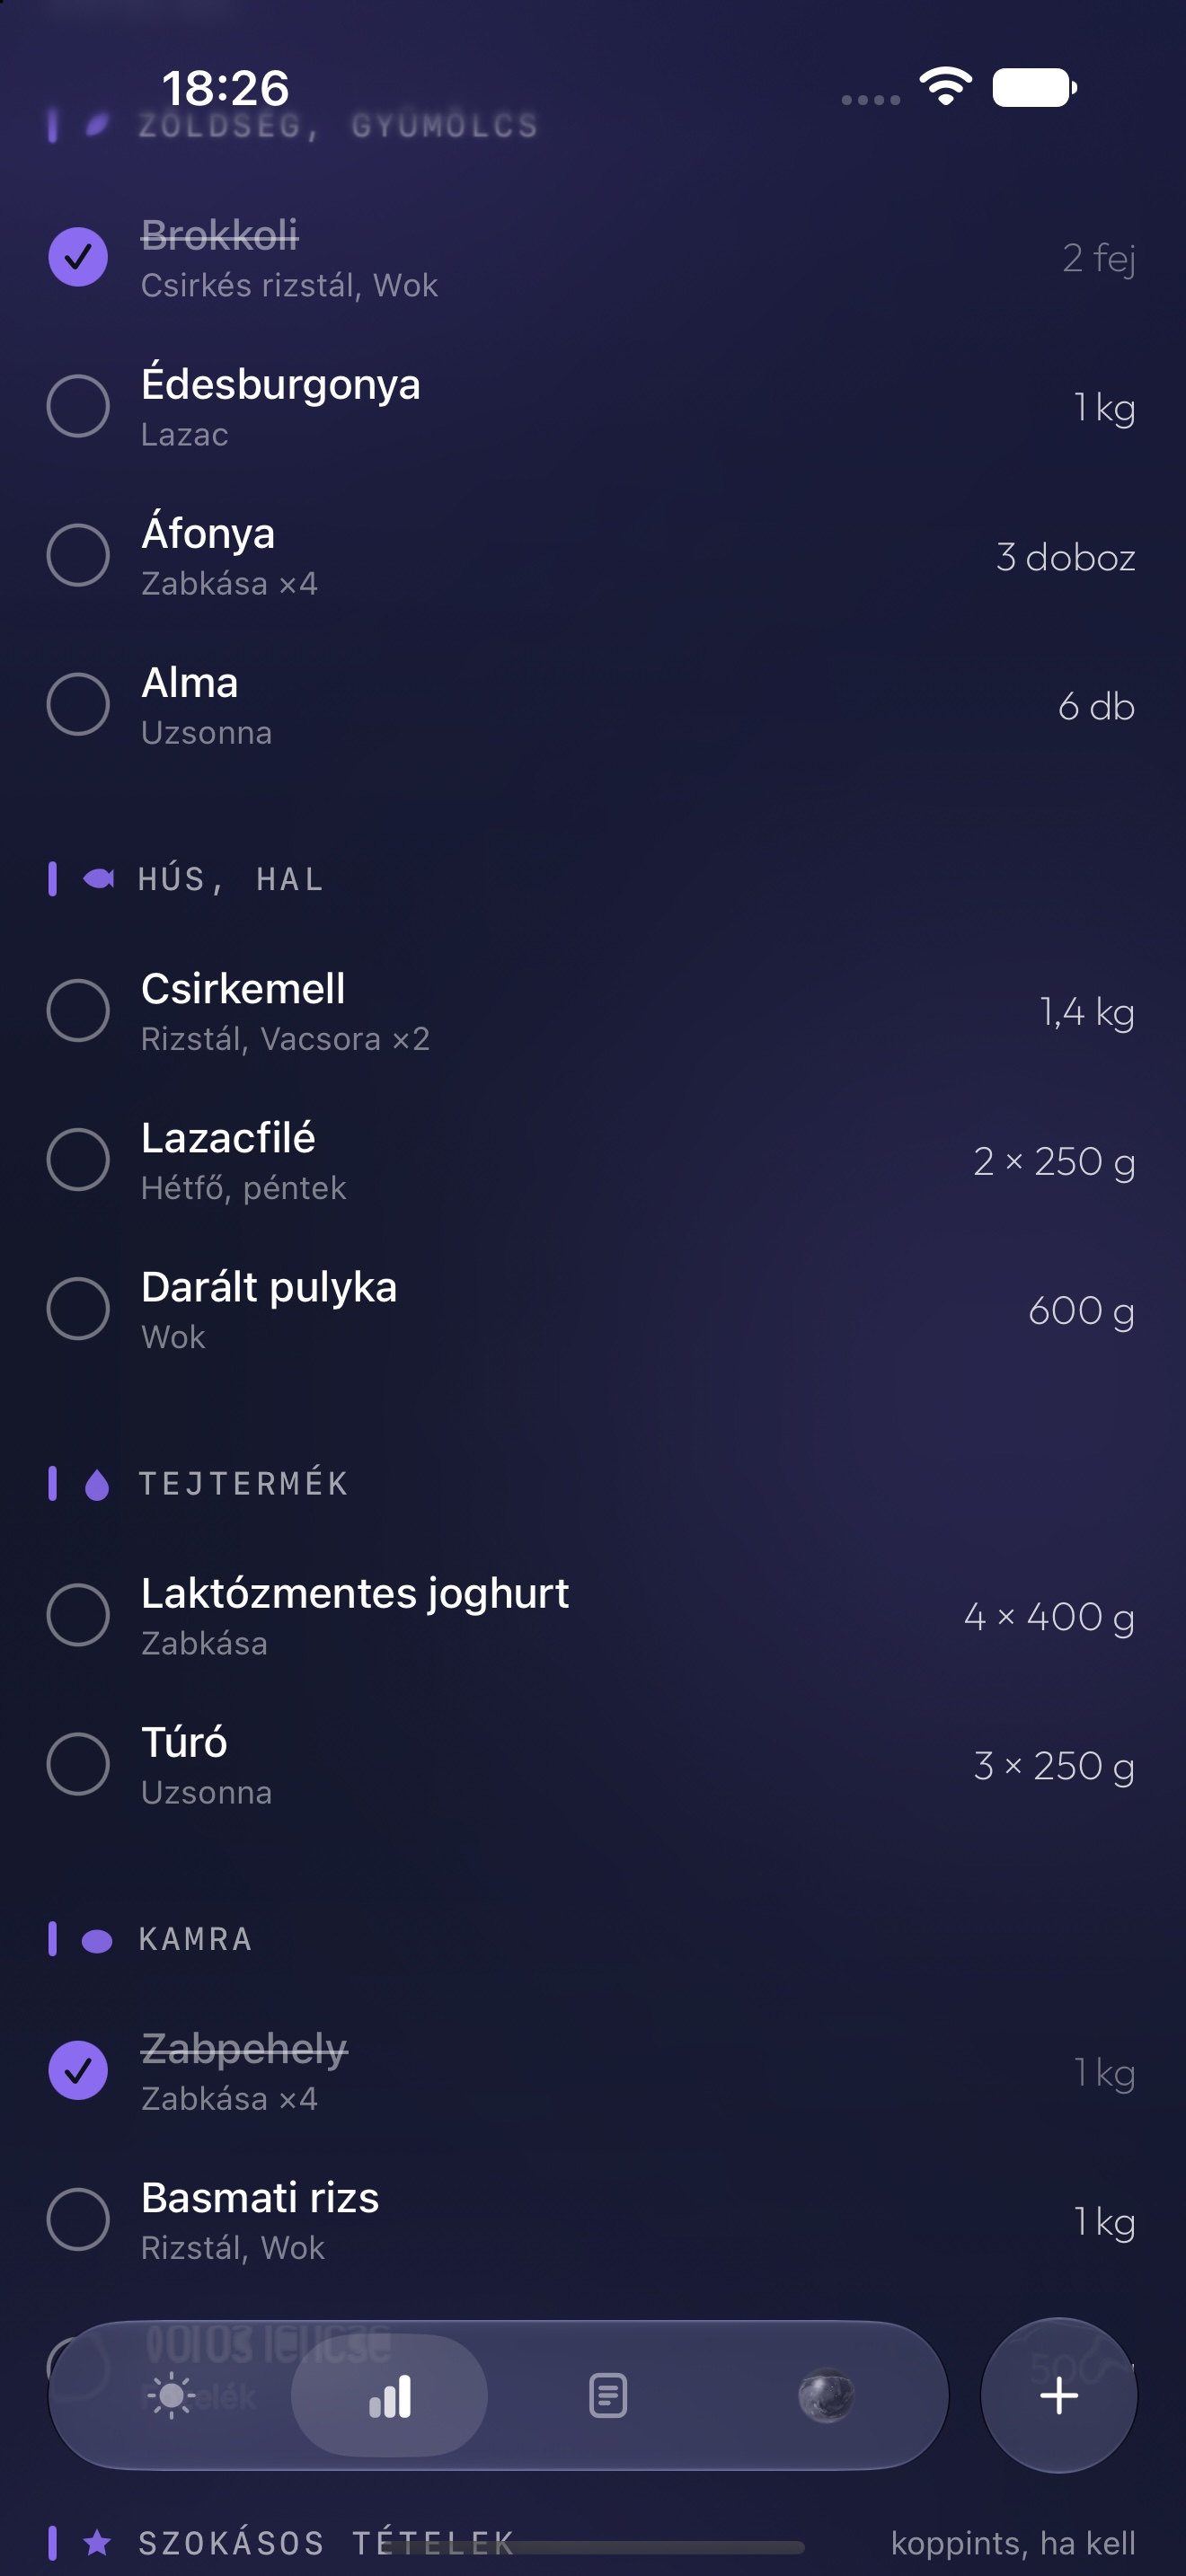 18:26
ZÖLDSÉG, GYÜMÖLCS
Brokkoli
Csirkés rizstál, Wok
2 fej
Édesburgonya
Lazac
1 kg
Áfonya
Zabkása ×4
3 doboz
Alma
Uzsonna
6 db
HÚS, HAL
Csirkemell
Rizstál, Vacsora ×2
1,4 kg
Lazacfilé
Hétfő, péntek
2 × 250 g
Darált pulyka
Wok
600 g
TEJTERMÉK
Laktózmentes joghurt
Zabkása
4 × 400 g
Túró
Uzsonna
3 × 250 g
KAMRA
Zabpehely
Zabkása ×4
1 kg
Basmati rizs
Rizstál, Wok
1 kg
SZOKÁSOS TÉTELEK
koppints, ha kell